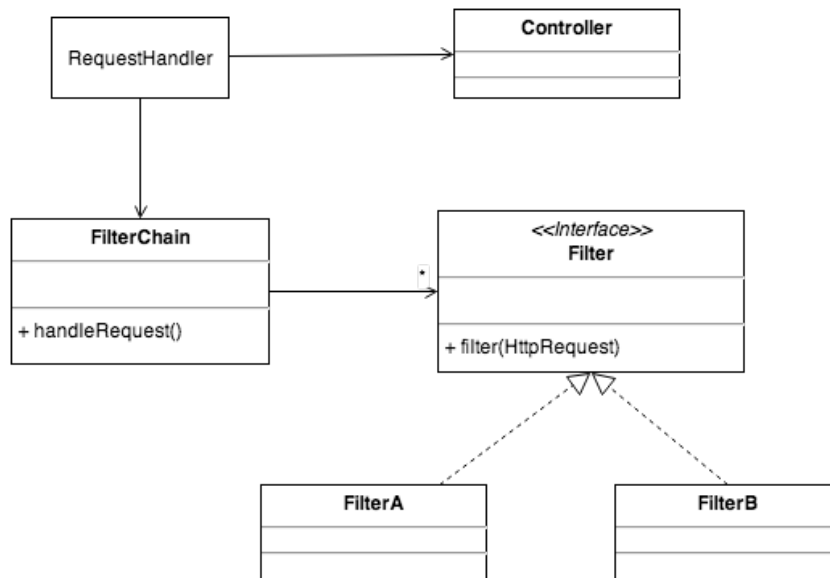 RequestHandler
Controller
FilterChain
+ handleRequest()
*
<<Interface>>
Filter
+ filter(HttpRequest)
FilterA
FilterB